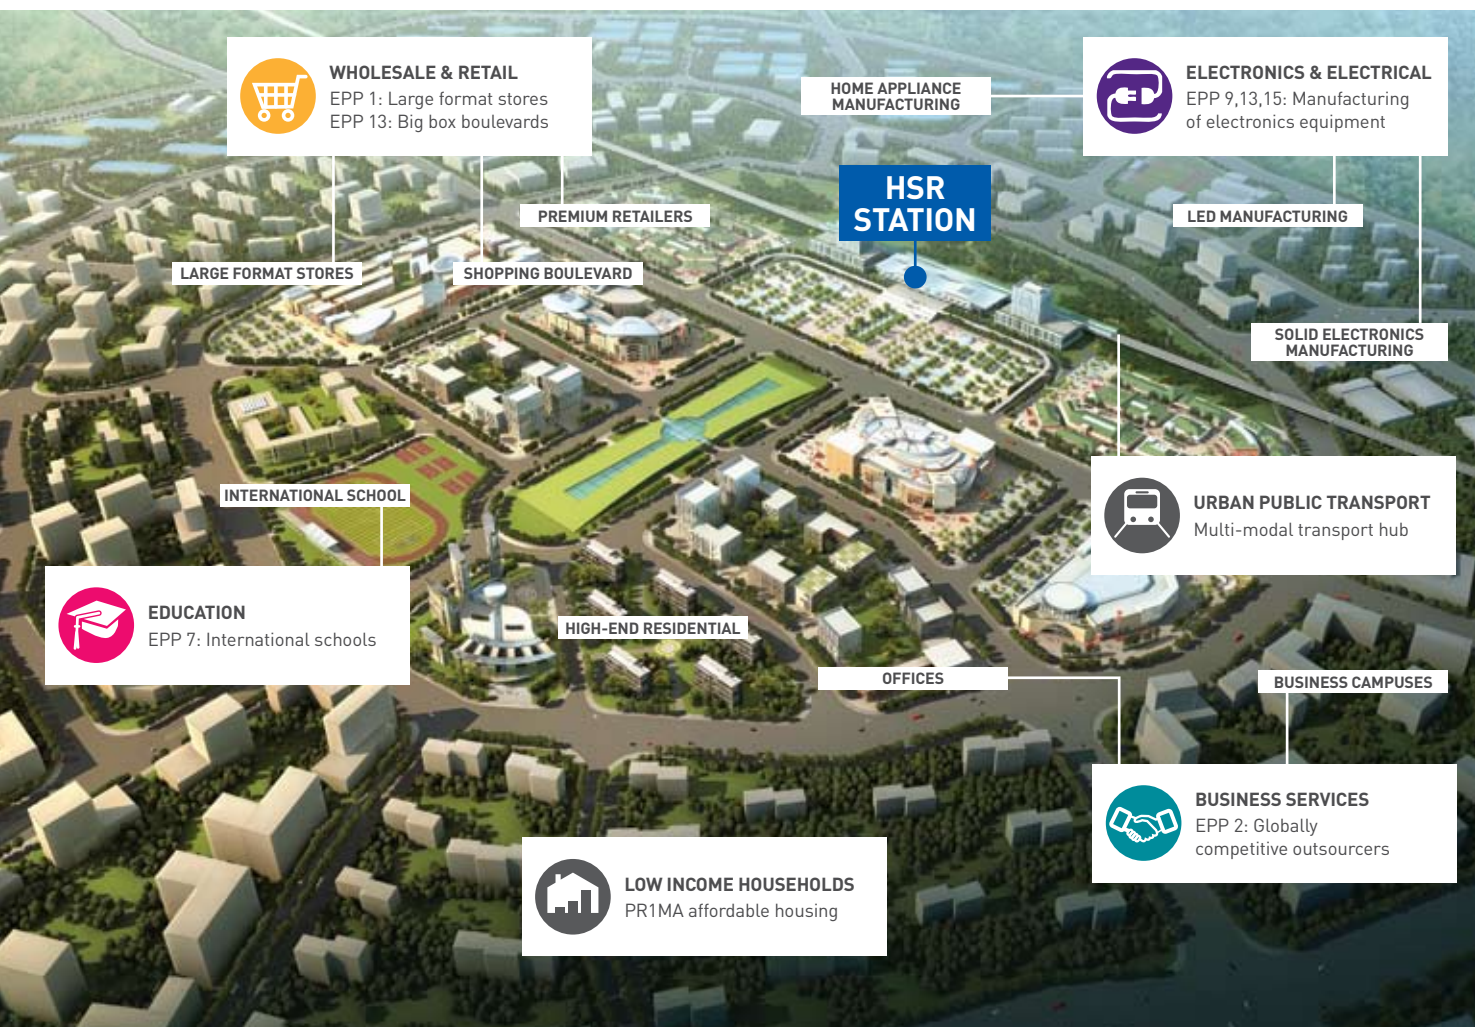 WHOLESALE & RETAIL
EPP 1: Large format stores
EPP 13: Big box boulevards
HOME APPLIANCE
MANUFACTURING
ELECTRONICS & ELECTRICAL
EPP 9,13,15: Manufacturing
of electronics equipment
HSR
STATION
PREMIUM RETAILERS
LED MANUFACTURING
LARGE FORMAT STORES
SHOPPING BOULEVARD
SOLID ELECTRONICS
MANUFACTURING
INTERNATIONAL SCHOOL
URBAN PUBLIC TRANSPORT
Multi-modal transport hub
EDUCATION
EPP 7: International schools
HIGH-END RESIDENTIAL
OFFICES
BUSINESS CAMPUSES
BUSINESS SERVICES
EPP 2: Globally
competitive outsourcers
LOW INCOME HOUSEHOLDS
PR1MA affordable housing